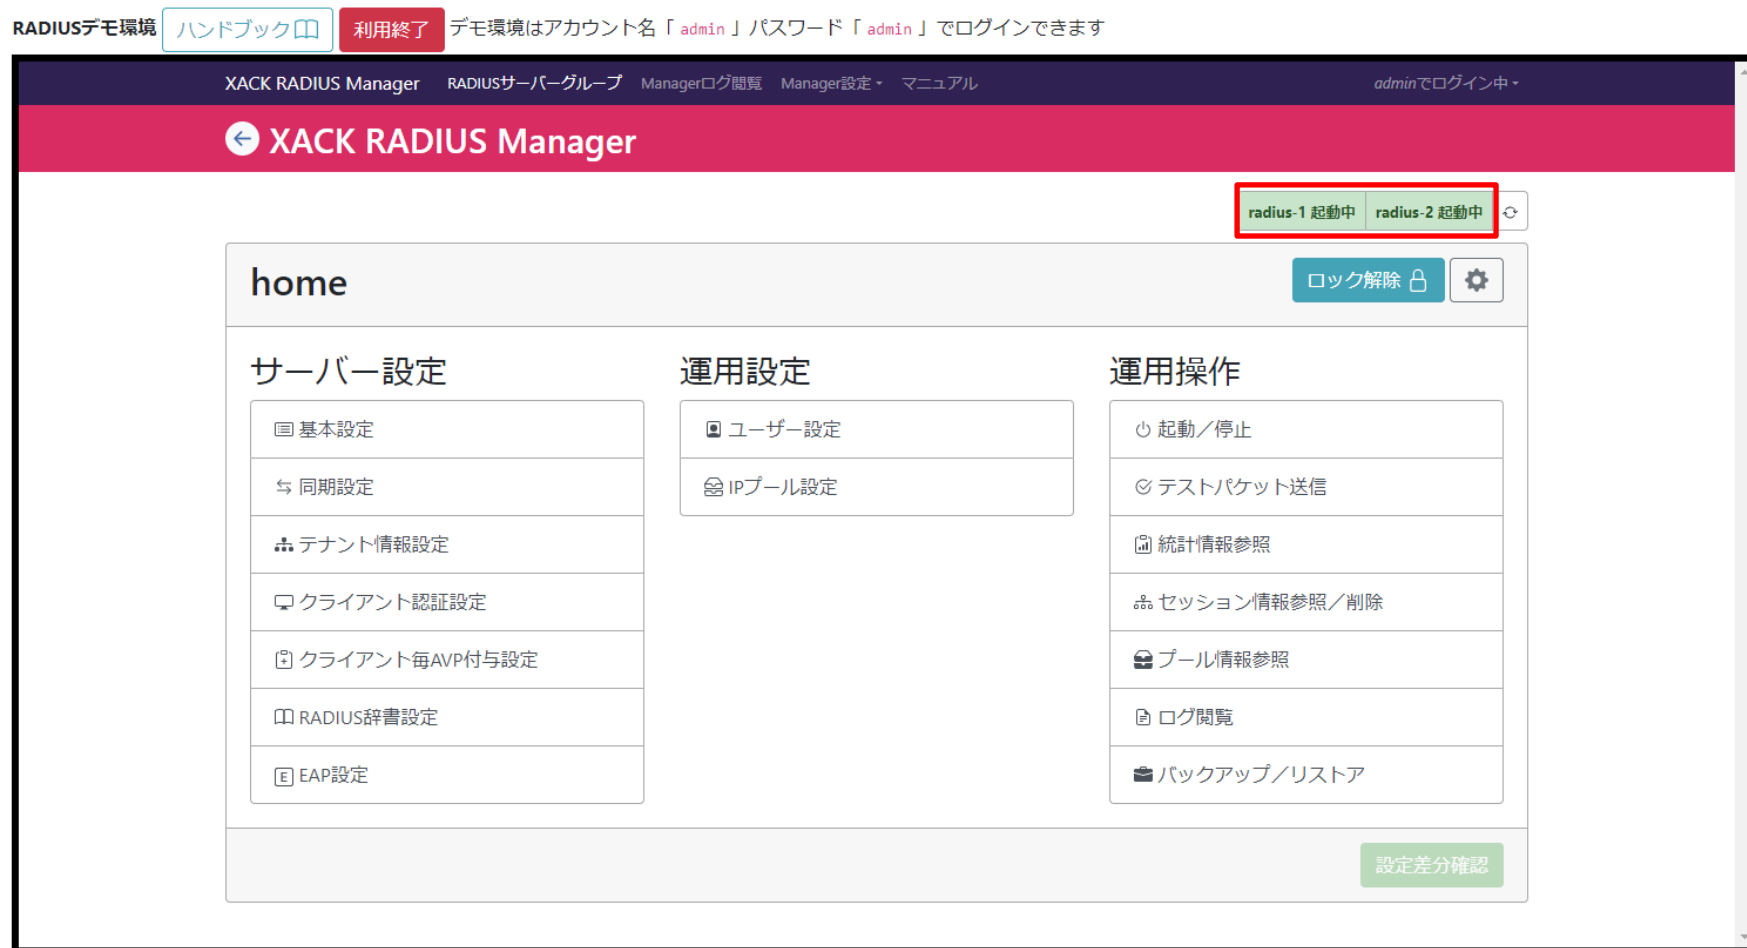 RADIUSデモ環境 ハンドブック 利用終了 デモ環境はアカウント名「 admin 」パスワード「 admin 」でログインできます
XACK RADIUS Manager RADIUSサーバーグループ Managerログ閲覧 Manager設定 マニュアル adminでログイン中
XACK RADIUS Manager
radius-1 起動中 radius-2 起動中
home
ロック解除
サーバー設定
基本設定
同期設定
テナント情報設定
クライアント認証設定
クライアント毎AVP付与設定
RADIUS辞書設定
EAP設定
運用設定
ユーザー設定
IPプール設定
運用操作
起動／停止
テストパケット送信
統計情報参照
セッション情報参照／削除
プール情報参照
ログ閲覧
バックアップ／リストア
設定差分確認